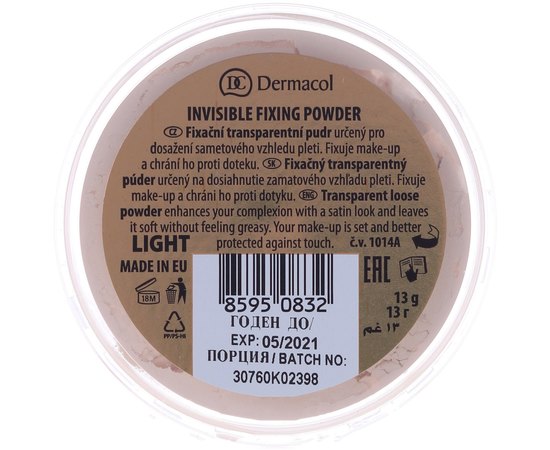 DC Dermacol
INVISIBLE FIXING POWDER
CZ Fixační transparentní pudr určený pro
dosažení sametového vzhledu pleti. Fixuje make-up
a chrání ho proti doteku. SK Fixačný transparentný
púder určený na dosiahnutie zamatového vzhľadu pleti. Fixuje
make-up a chráni ho proti dotyku. ENG Transparent loose
powder enhances your complexion with a satin look and leaves
it soft without feeling greasy. Your make-up is set and better
LIGHT protected against touch. č.v. 1014A
MADE IN EU
EAC
18M
8595 0832
13 g
13 г
١٣ غم
PP/PS-HI
ГОДЕН ДО/
EXP: 05/2021
ПОРЦИЯ/BATCH NO:
30760K02398